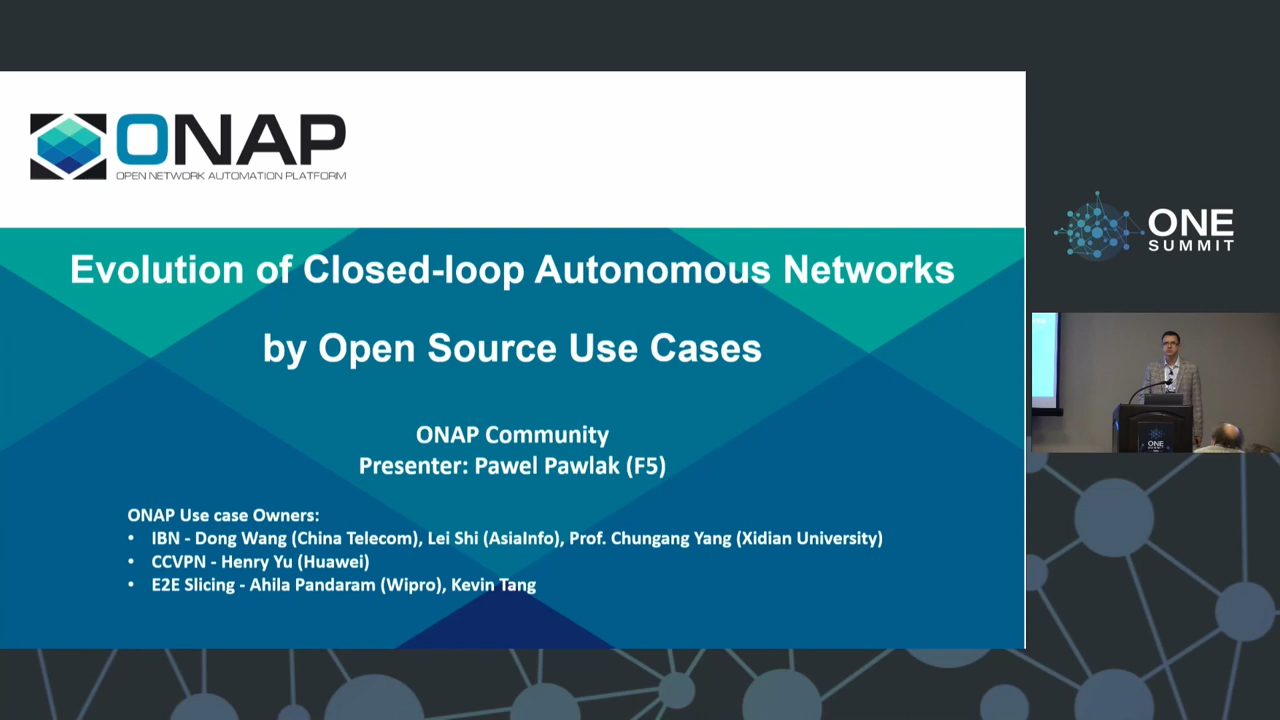 ONAP
OPEN NETWORK AUTOMATION PLATFORM
Evolution of Closed-loop Autonomous Networks
by Open Source Use Cases
ONAP Community
Presenter: Pawel Pawlak (F5)
ONAP Use case Owners:
• IBN - Dong Wang (China Telecom), Lei Shi (AsiaInfo), Prof. Chungang Yang (Xidian University)
• CCVPN - Henry Yu (Huawei)
• E2E Slicing - Ahila Pandaram (Wipro), Kevin Tang
ONE
SUMMIT
ONE